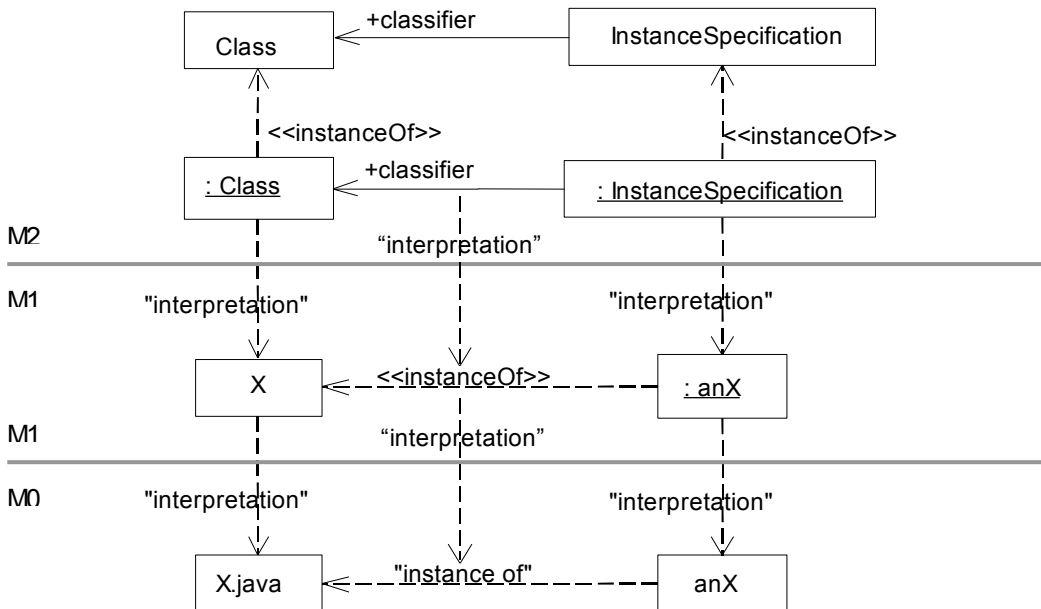 +classifier
Class
InstanceSpecification
<<instanceOf>>
<<instanceOf>>
+classifier
: Class
: InstanceSpecification
M2
“interpretation”
M1
"interpretation"
"interpretation"
X
<<instanceOf>>
: anX
M1
“interpretation”
M0
"interpretation"
"interpretation"
X.java
"instance of"
anX